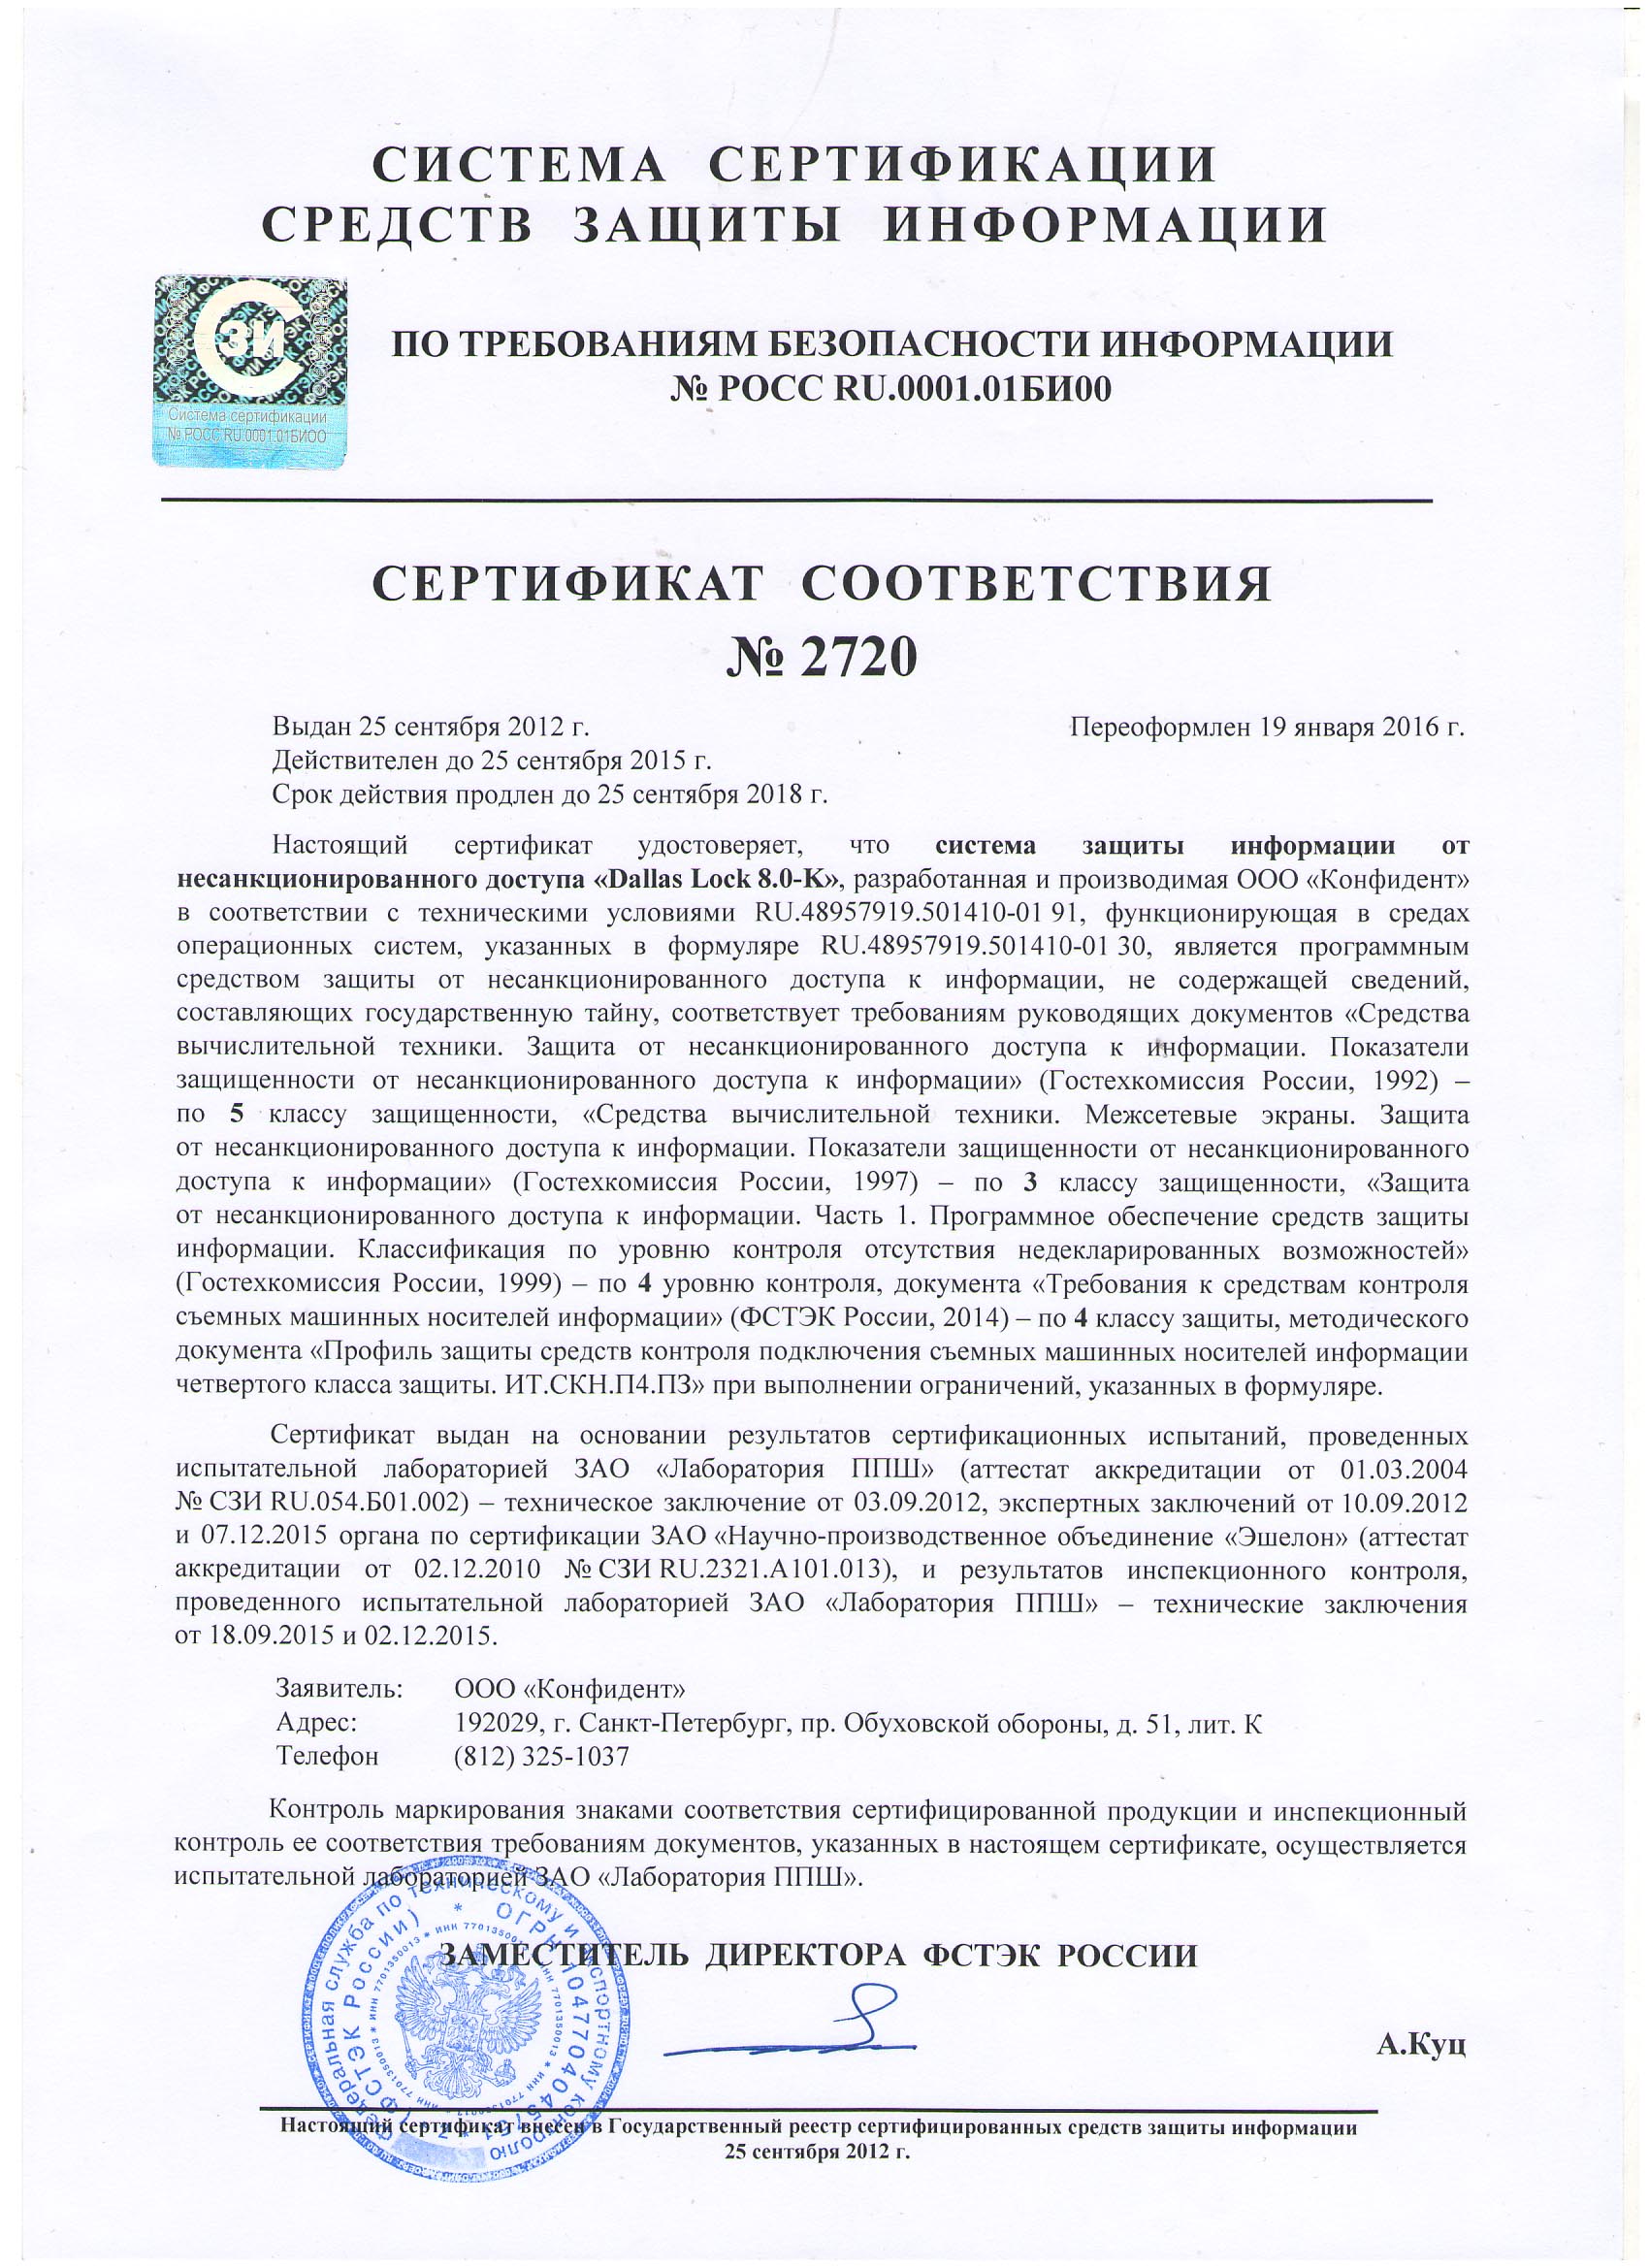 СИСТЕМА СЕРТИФИКАЦИИ
СРЕДСТВ ЗАЩИТЫ ИНФОРМАЦИИ
ЗИ
Система сертификации
№ РОСС RU.0001.01БИ00
ПО ТРЕБОВАНИЯМ БЕЗОПАСНОСТИ ИНФОРМАЦИИ
№ РОСС RU.0001.01БИ00
СЕРТИФИКАТ СООТВЕТСТВИЯ
№ 2720
Выдан 25 сентября 2012 г. Переоформлен 19 января 2016 г.
Действителен до 25 сентября 2015 г.
Срок действия продлен до 25 сентября 2018 г.
Настоящий сертификат удостоверяет, что система защиты информации от
несанкционированного доступа «Dallas Lock 8.0-K», разработанная и производимая ООО «Конфидент»
в соответствии с техническими условиями RU.48957919.501410-01 91, функционирующая в средах
операционных систем, указанных в формуляре RU.48957919.501410-01 30, является программным
средством защиты от несанкционированного доступа к информации, не содержащей сведений,
составляющих государственную тайну, соответствует требованиям руководящих документов «Средства
вычислительной техники. Защита от несанкционированного доступа к информации. Показатели
защищенности от несанкционированного доступа к информации» (Гостехкомиссия России, 1992) –
по 5 классу защищенности, «Средства вычислительной техники. Межсетевые экраны. Защита
от несанкционированного доступа к информации. Показатели защищенности от несанкционированного
доступа к информации» (Гостехкомиссия России, 1997) – по 3 классу защищенности, «Защита
от несанкционированного доступа к информации. Часть 1. Программное обеспечение средств защиты
информации. Классификация по уровню контроля отсутствия недекларированных возможностей»
(Гостехкомиссия России, 1999) – по 4 уровню контроля, документа «Требования к средствам контроля
съемных машинных носителей информации» (ФСТЭК России, 2014) – по 4 классу защиты, методического
документа «Профиль защиты средств контроля подключения съемных машинных носителей информации
четвертого класса защиты. ИТ.СКН.П4.ПЗ» при выполнении ограничений, указанных в формуляре.
Сертификат выдан на основании результатов сертификационных испытаний, проведенных
испытательной лабораторией ЗАО «Лаборатория ППШ» (аттестат аккредитации от 01.03.2004
№ СЗИ RU.054.Б01.002) – техническое заключение от 03.09.2012, экспертных заключений от 10.09.2012
и 07.12.2015 органа по сертификации ЗАО «Научно-производственное объединение «Эшелон» (аттестат
аккредитации от 02.12.2010 № СЗИ RU.2321.А101.013), и результатов инспекционного контроля,
проведенного испытательной лабораторией ЗАО «Лаборатория ППШ» – технические заключения
от 18.09.2015 и 02.12.2015.
Заявитель: ООО «Конфидент»
Адрес: 192029, г. Санкт-Петербург, пр. Обуховской обороны, д. 51, лит. К
Телефон (812) 325-1037
Контроль маркирования знаками соответствия сертифицированной продукции и инспекционный
контроль ее соответствия требованиям документов, указанных в настоящем сертификате, осуществляется
испытательной лабораторией ЗАО «Лаборатория ППШ».
Федеральная служба по техническому и экспортному контролю
(ФСТЭК России) * ОГРН 1047704045761
ИНН 7701350013
ЗАМЕСТИТЕЛЬ ДИРЕКТОРА ФСТЭК РОССИИ
А.Куц
Настоящий сертификат внесен в Государственный реестр сертифицированных средств защиты информации
25 сентября 2012 г.